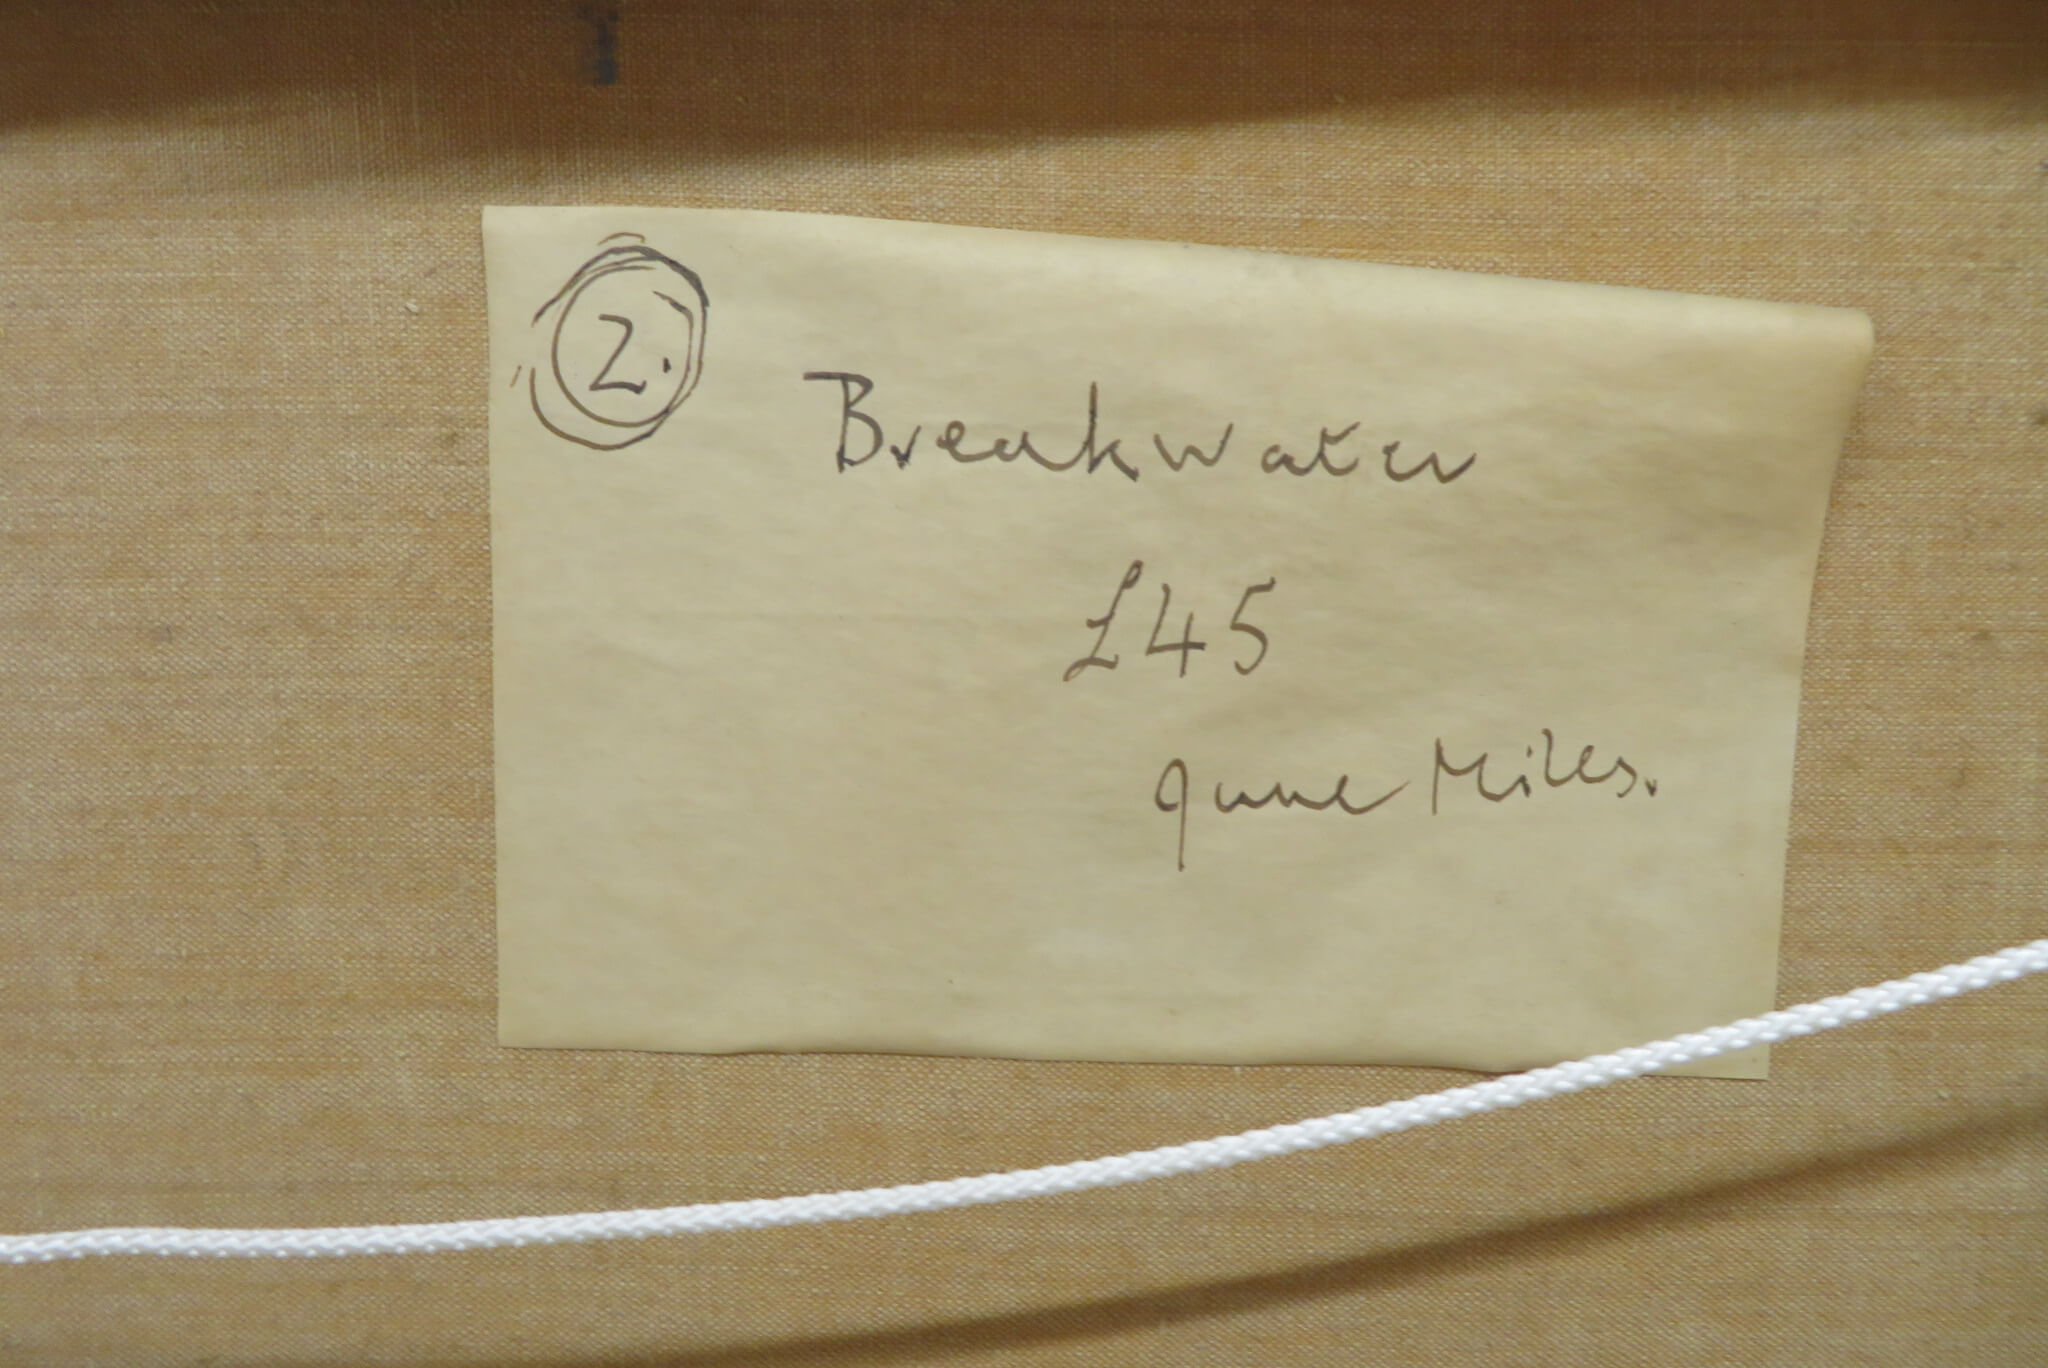 2.
Breakwater
£45
June Miles.